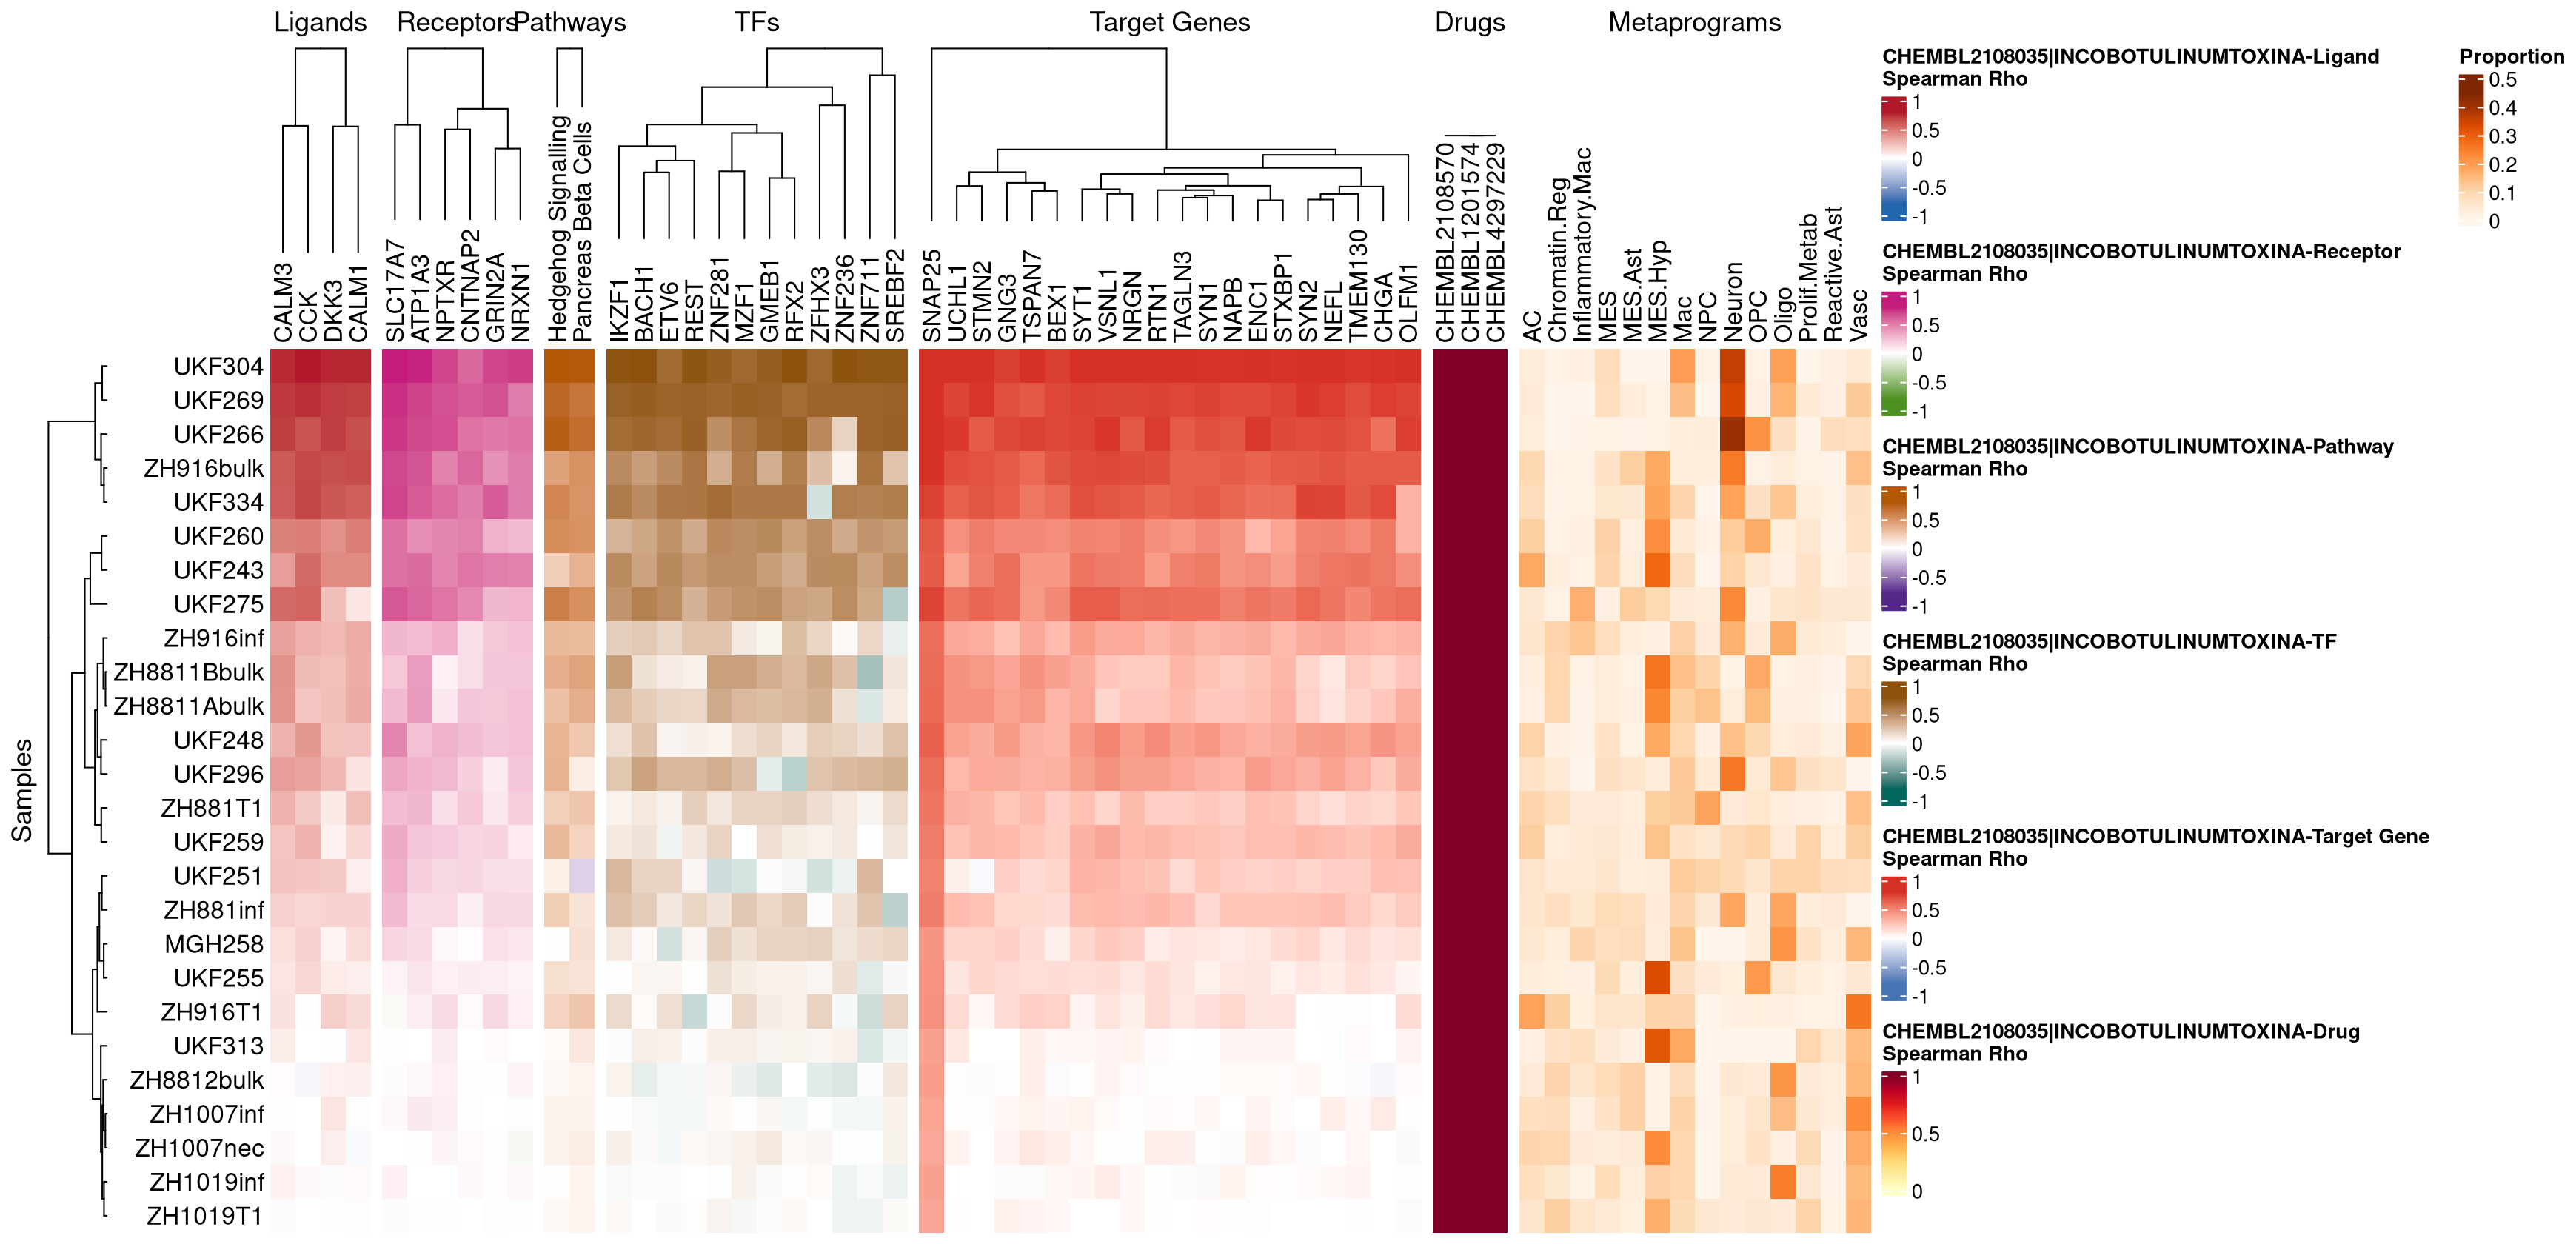 Ligands
Receptors
Pathways
TFs
Target Genes
Drugs
Metaprograms
CALM3
CCK
DKK3
CALM1
SLC17A7
ATP1A3
NPTXR
CNTNAP2
GRIN2A
NRXN1
Hedgehog Signalling
Pancreas Beta Cells
IKZF1
BACH1
ETV6
REST
ZNF281
MZF1
GMEB1
RFX2
ZFHX3
ZNF236
ZNF711
SREBF2
SNAP25
UCHL1
STMN2
GNG3
TSPAN7
BEX1
SYT1
VSNL1
NRGN
RTN1
TAGLN3
SYN1
NAPB
ENC1
STXBP1
SYN2
NEFL
TMEM130
CHGA
OLFM1
CHEMBL2108570
CHEMBL1201574
CHEMBL4297229
AC
Chromatin.Reg
Inflammatory.Mac
MES
MES.Ast
MES.Hyp
Mac
NPC
Neuron
OPC
Oligo
Prolif.Metab
Reactive.Ast
Vasc
Samples
UKF304
UKF269
UKF266
ZH916bulk
UKF334
UKF260
UKF243
UKF275
ZH916inf
ZH8811Bbulk
ZH8811Abulk
UKF248
UKF296
ZH881T1
UKF259
UKF251
ZH881inf
MGH258
UKF255
ZH916T1
UKF313
ZH8812bulk
ZH1007inf
ZH1007nec
ZH1019inf
ZH1019T1
CHEMBL2108035|INCOBOTULINUMTOXINA-Ligand
Spearman Rho
1
0.5
0
-0.5
-1
CHEMBL2108035|INCOBOTULINUMTOXINA-Receptor
Spearman Rho
1
0.5
0
-0.5
-1
CHEMBL2108035|INCOBOTULINUMTOXINA-Pathway
Spearman Rho
1
0.5
0
-0.5
-1
CHEMBL2108035|INCOBOTULINUMTOXINA-TF
Spearman Rho
1
0.5
0
-0.5
-1
CHEMBL2108035|INCOBOTULINUMTOXINA-Target Gene
Spearman Rho
1
0.5
0
-0.5
-1
CHEMBL2108035|INCOBOTULINUMTOXINA-Drug
Spearman Rho
1
0.5
0
Proportion
0.5
0.4
0.3
0.2
0.1
0